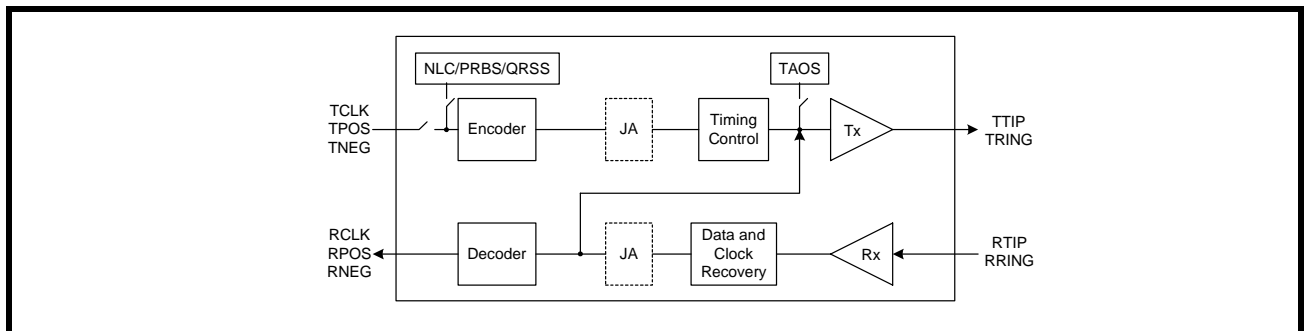 NLC/PRBS/QRSS
TAOS
TCLK
TPOS
TNEG
Encoder
JA
Timing
Control
Tx
TTIP
TRING
RCLK
RPOS
RNEG
Decoder
JA
Data and
Clock
Recovery
Rx
RTIP
RRING